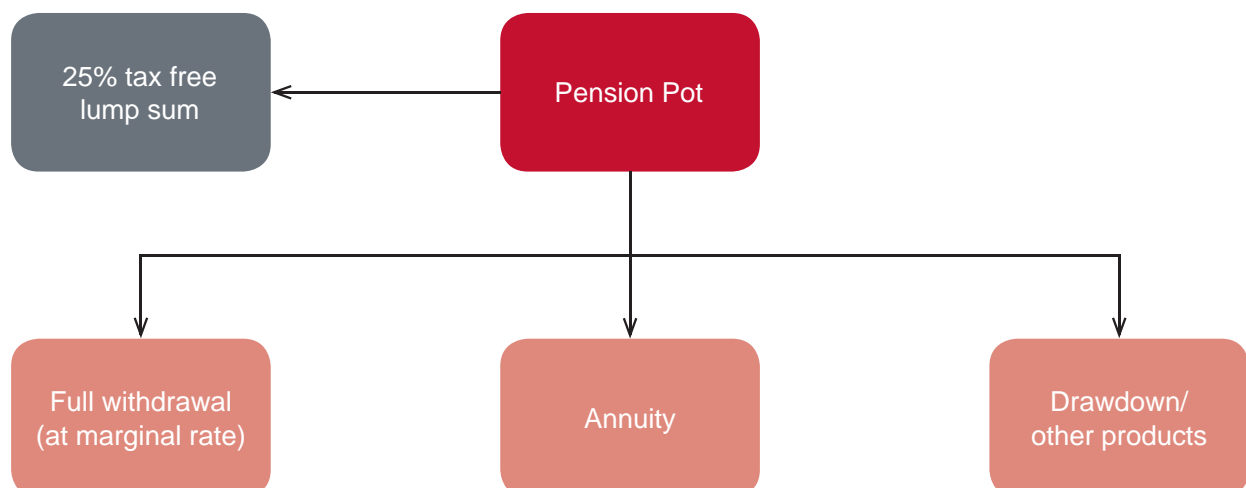 25% tax free
lump sum
Pension Pot
Full withdrawal
(at marginal rate)
Annuity
Drawdown/
other products